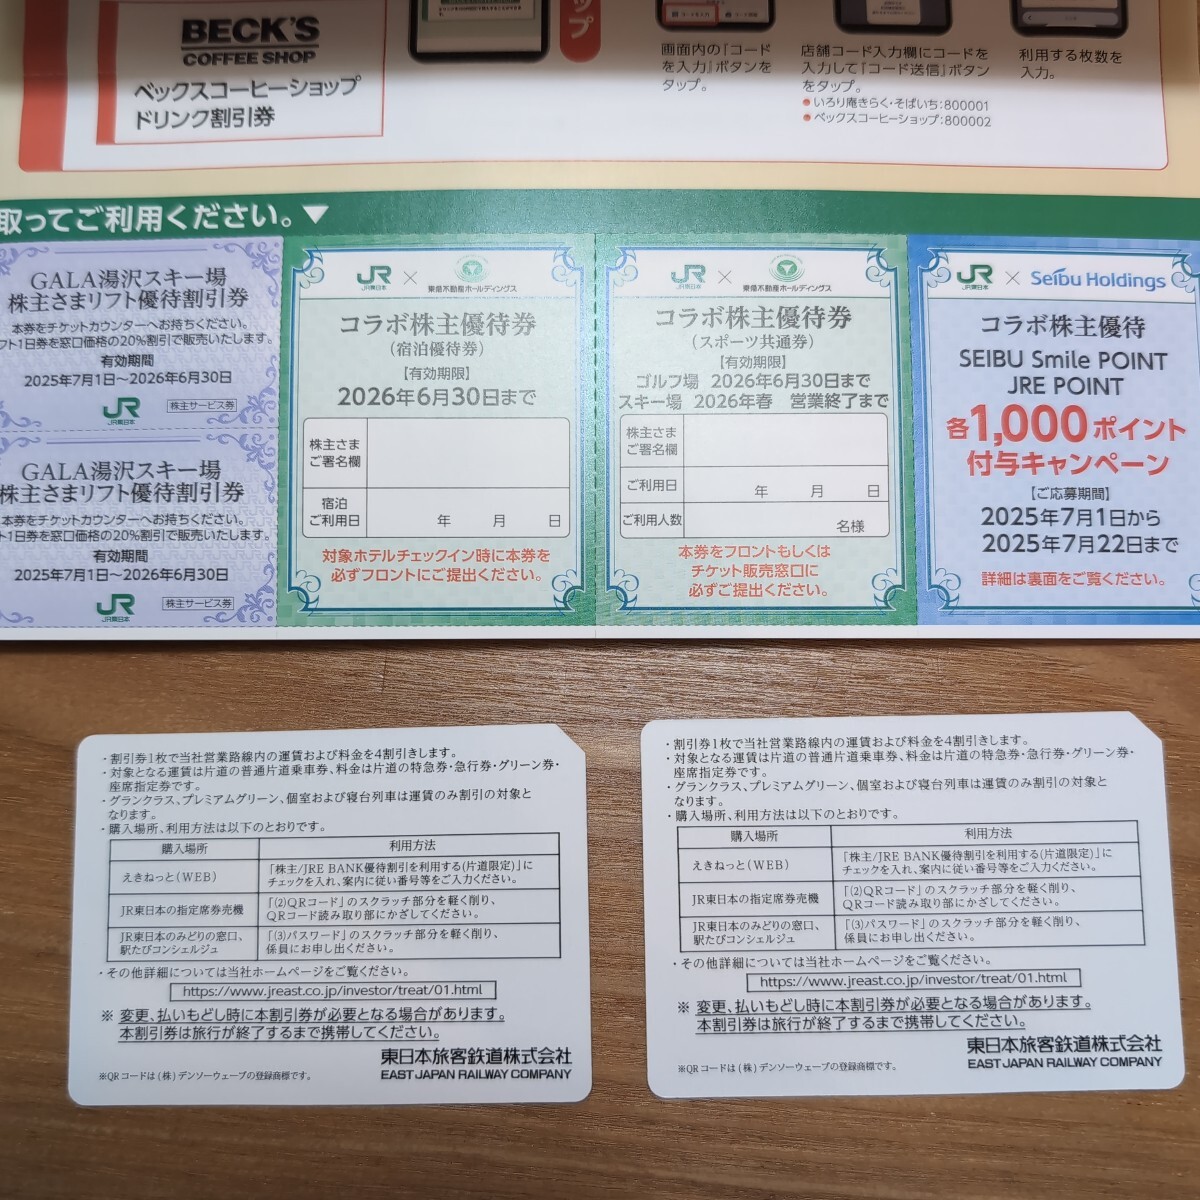 BECK'S
COFFEE SHOP
ベックスコーヒーショップ
ドリンク割引券
ップ
画面内の『コード
を入力』ボタンを
タップ。
店舗コード入力欄にコードを
入力して『コード送信』ボタン
をタップ。
●いろり庵きらく・そばいち:800001
●ベックスコーヒーショップ:800002
利用する枚数を
入力。
取ってご利用ください。▼
GALA湯沢スキー場
株主さまリフト優待割引券
本券をチケットカウンターへお持ちください。
フト1日券を窓口価格の20%割引で販売いたします。
有効期間
2025年7月1日～2026年6月30日
JR
JR東日本
株主サービス券
GALA湯沢スキー場
株主さまリフト優待割引券
本券をチケットカウンターへお持ちください。
ト1日券を窓口価格の20%割引で販売いたします。
有効期間
2025年7月1日～2026年6月30日
JR
JR東日本
株主サービス券
JR × 
JR東日本 東急不動産ホールディングス
コラボ株主優待券
(宿泊優待券)
【有効期限】
2026年6月30日まで
株主さま
ご署名欄
宿泊
ご利用日 年 月 日
対象ホテルチェックイン時に本券を
必ずフロントにご提出ください。
JR ×
JR東日本 東急不動産ホールディングス
コラボ株主優待券
(スポーツ共通券)
【有効期限】
ゴルフ場 2026年6月30日まで
スキー場 2026年春 営業終了まで
株主さま
ご署名欄
ご利用日 年 月 日
ご利用人数 名様
本券をフロントもしくは
チケット販売窓口に
必ずご提出ください。
JR × Seibu Holdings
JR東日本
コラボ株主優待
SEIBU Smile POINT
JRE POINT
各1,000ポイント
付与キャンペーン
【ご応募期間】
2025年7月1日から
2025年7月22日まで
詳細は裏面をご覧ください。
・割引券1枚で当社営業路線内の運賃および料金を4割引きします。
・対象となる運賃は片道の普通片道乗車券、料金は片道の特急券・急行券・グリーン券・
座席指定券です。
・グランクラス、プレミアムグリーン、個室および寝台列車は運賃のみ割引の対象と
なります。
・購入場所、利用方法は以下のとおりです。
購入場所 利用方法
えきねっと(WEB) 「株主/JRE BANK優待割引を利用する(片道限定)」に
チェックを入れ、案内に従い番号等をご入力ください。
JR東日本の指定席券売機 「(2)QRコード」のスクラッチ部分を軽く削り、
QRコード読み取り部にかざしてください。
JR東日本のみどりの窓口、 「(3)パスワード」のスクラッチ部分を軽く削り、
駅たびコンシェルジュ 係員にお申し出ください。
・その他詳細については当社ホームページをご覧ください。
https://www.jreast.co.jp/investor/treat/01.html
※ 変更、払いもどし時に本割引券が必要となる場合があります。
本割引券は旅行が終了するまで携帯してください。
東日本旅客鉄道株式会社
EAST JAPAN RAILWAY COMPANY
※QRコードは(株)デンソーウェーブの登録商標です。
・割引券1枚で当社営業路線内の運賃および料金を4割引きします。
・対象となる運賃は片道の普通片道乗車券、料金は片道の特急券・急行券・グリーン券・
座席指定券です。
・グランクラス、プレミアムグリーン、個室および寝台列車は運賃のみ割引の対象と
なります。
・購入場所、利用方法は以下のとおりです。
購入場所 利用方法
えきねっと(WEB) 「株主/JRE BANK優待割引を利用する(片道限定)」に
チェックを入れ、案内に従い番号等をご入力ください。
JR東日本の指定席券売機 「(2)QRコード」のスクラッチ部分を軽く削り、
QRコード読み取り部にかざしてください。
JR東日本のみどりの窓口、 「(3)パスワード」のスクラッチ部分を軽く削り、
駅たびコンシェルジュ 係員にお申し出ください。
・その他詳細については当社ホームページをご覧ください。
https://www.jreast.co.jp/investor/treat/01.html
※ 変更、払いもどし時に本割引券が必要となる場合があります。
本割引券は旅行が終了するまで携帯してください。
東日本旅客鉄道株式会社
EAST JAPAN RAILWAY COMPANY
※QRコードは(株)デンソーウェーブの登録商標です。